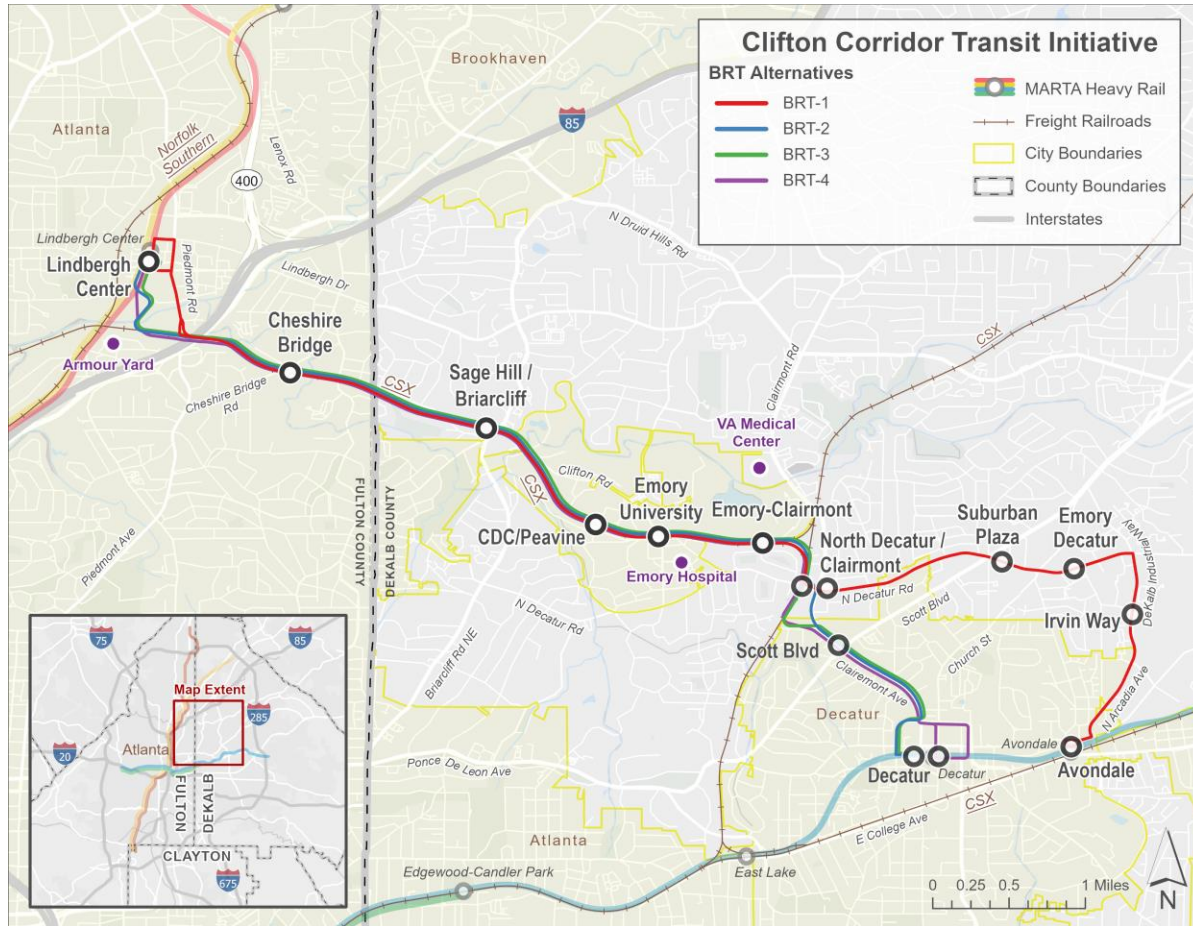 Clifton Corridor Transit Initiative
BRT Alternatives
BRT-1
BRT-2
BRT-3
BRT-4
MARTA Heavy Rail
Freight Railroads
City Boundaries
County Boundaries
Interstates
Brookhaven
Atlanta
85
Norfolk
Southern
Lenox Rd
400
N Druid Hills Rd
Lindbergh Center
Lindbergh
Center
Piedmont Rd
Lindbergh Dr
Armour Yard
Cheshire
Bridge
Cheshire Bridge
Rd
CSX
Sage Hill /
Briarcliff
CSX
Clairmont Rd
CSX
VA Medical
Center
Clifton Rd
Emory
University
Emory-Clairmont
CDC/Peavine
Emory Hospital
North Decatur /
Clairmont
Suburban
Plaza
Emory
Decatur
DeKalb Industrial Way
N Decatur Rd
Scott Blvd
Irvin Way
Piedmont Ave
FULTON COUNTY
DEKALB COUNTY
N Decatur Rd
Briarcliff Rd NE
Scott Blvd
Church St
Clairemont Ave
N Arcadia Ave
Decatur
Avondale
Avondale
Decatur
Decatur
Ponce De Leon Ave
CSX
E College Ave
Atlanta
East Lake
Edgewood-Candler Park
75
85
Map Extent
285
20
Atlanta
FULTON
DEKALB
CLAYTON
675
0 0.25 0.5 1 Miles
N